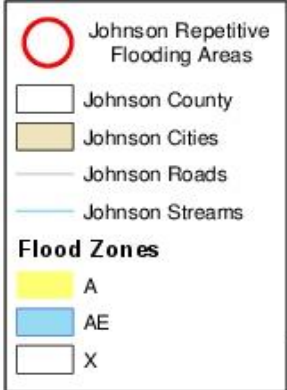 Johnson Repetitive
Flooding Areas
Johnson County
Johnson Cities
Johnson Roads
Johnson Streams
Flood Zones
A
AE
X